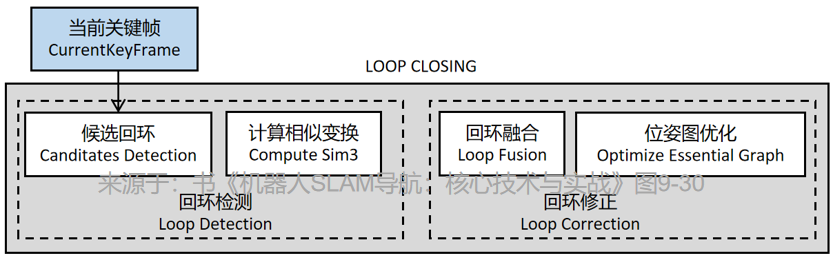 当前关键帧
CurrentKeyFrame
LOOP CLOSING
候选回环
Canditates Detection
计算相似变换
Compute Sim3
回环融合
Loop Fusion
位姿图优化
Optimize Essential Graph
来源于：书《机器人SLAM导航：核心技术与实战》图9-30
回环检测
Loop Detection
回环修正
Loop Correction